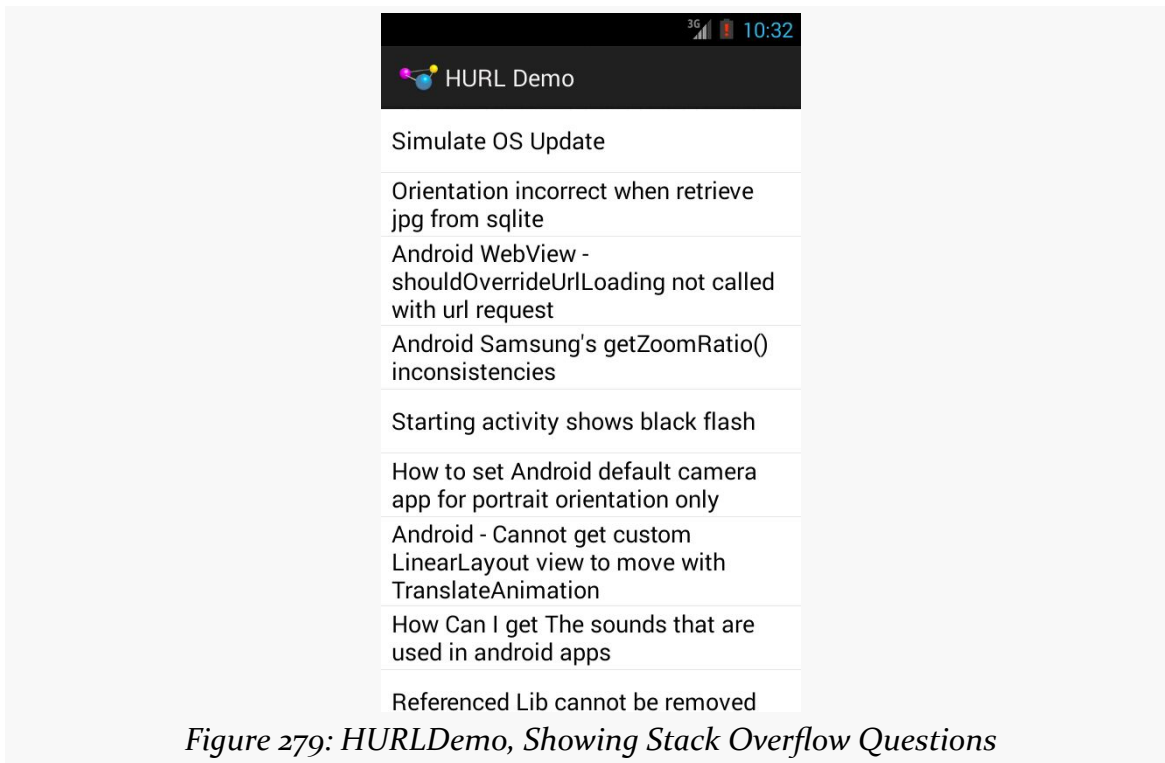 3G 10:32
HURL Demo
Simulate OS Update
Orientation incorrect when retrieve
jpg from sqlite
Android WebView -
shouldOverrideUrlLoading not called
with url request
Android Samsung's getZoomRatio()
inconsistencies
Starting activity shows black flash
How to set Android default camera
app for portrait orientation only
Android - Cannot get custom
LinearLayout view to move with
TranslateAnimation
How Can I get The sounds that are
used in android apps
Referenced Lib cannot be removed
Figure 279: HURLDemo, Showing Stack Overflow Questions